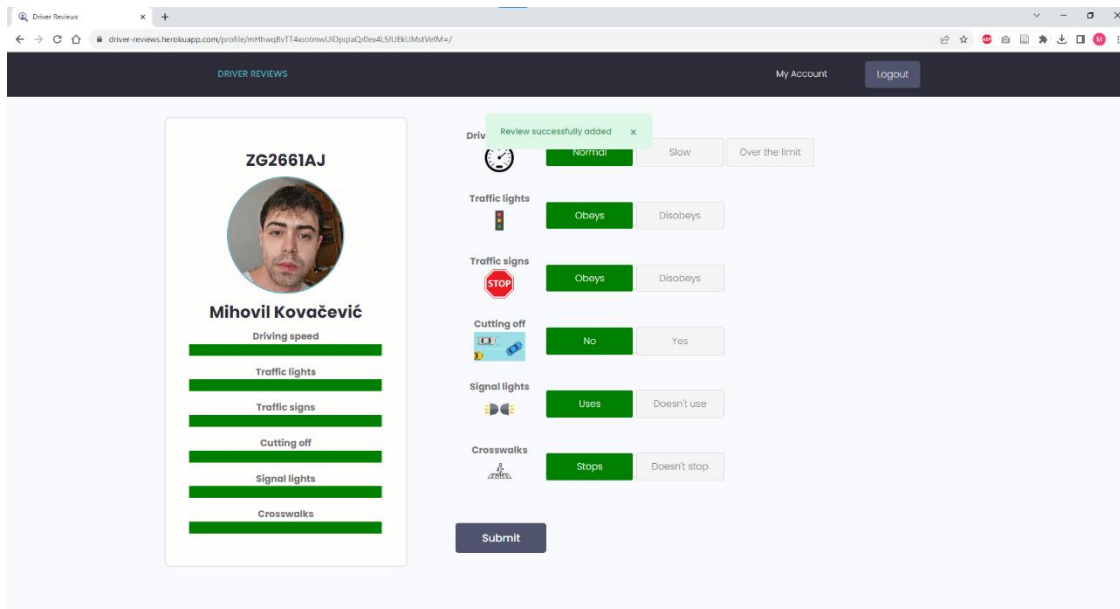 Driver Reviews
driver-reviews.herokuapp.com/profile/mHhwqBvTT4iootmwUIDpqIaQr0ex4L5fUEkUMstVefM=/
DRIVER REVIEWS
My Account
Logout
Review successfully added x
ZG2661AJ
Mihovil Kovačević
Driving speed
Traffic lights
Traffic signs
Cutting off
Signal lights
Crosswalks
Driv
Normal Slow Over the limit
Traffic lights
Obeys Disobeys
Traffic signs
STOP
Obeys Disobeys
Cutting off
No Yes
Signal lights
Uses Doesn't use
Crosswalks
Stops Doesn't stop
Submit